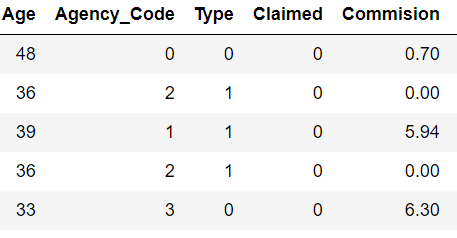 Age Agency_Code Type Claimed Commision
48 0 0 0 0.70
36 2 1 0 0.00
39 1 1 0 5.94
36 2 1 0 0.00
33 3 0 0 6.30